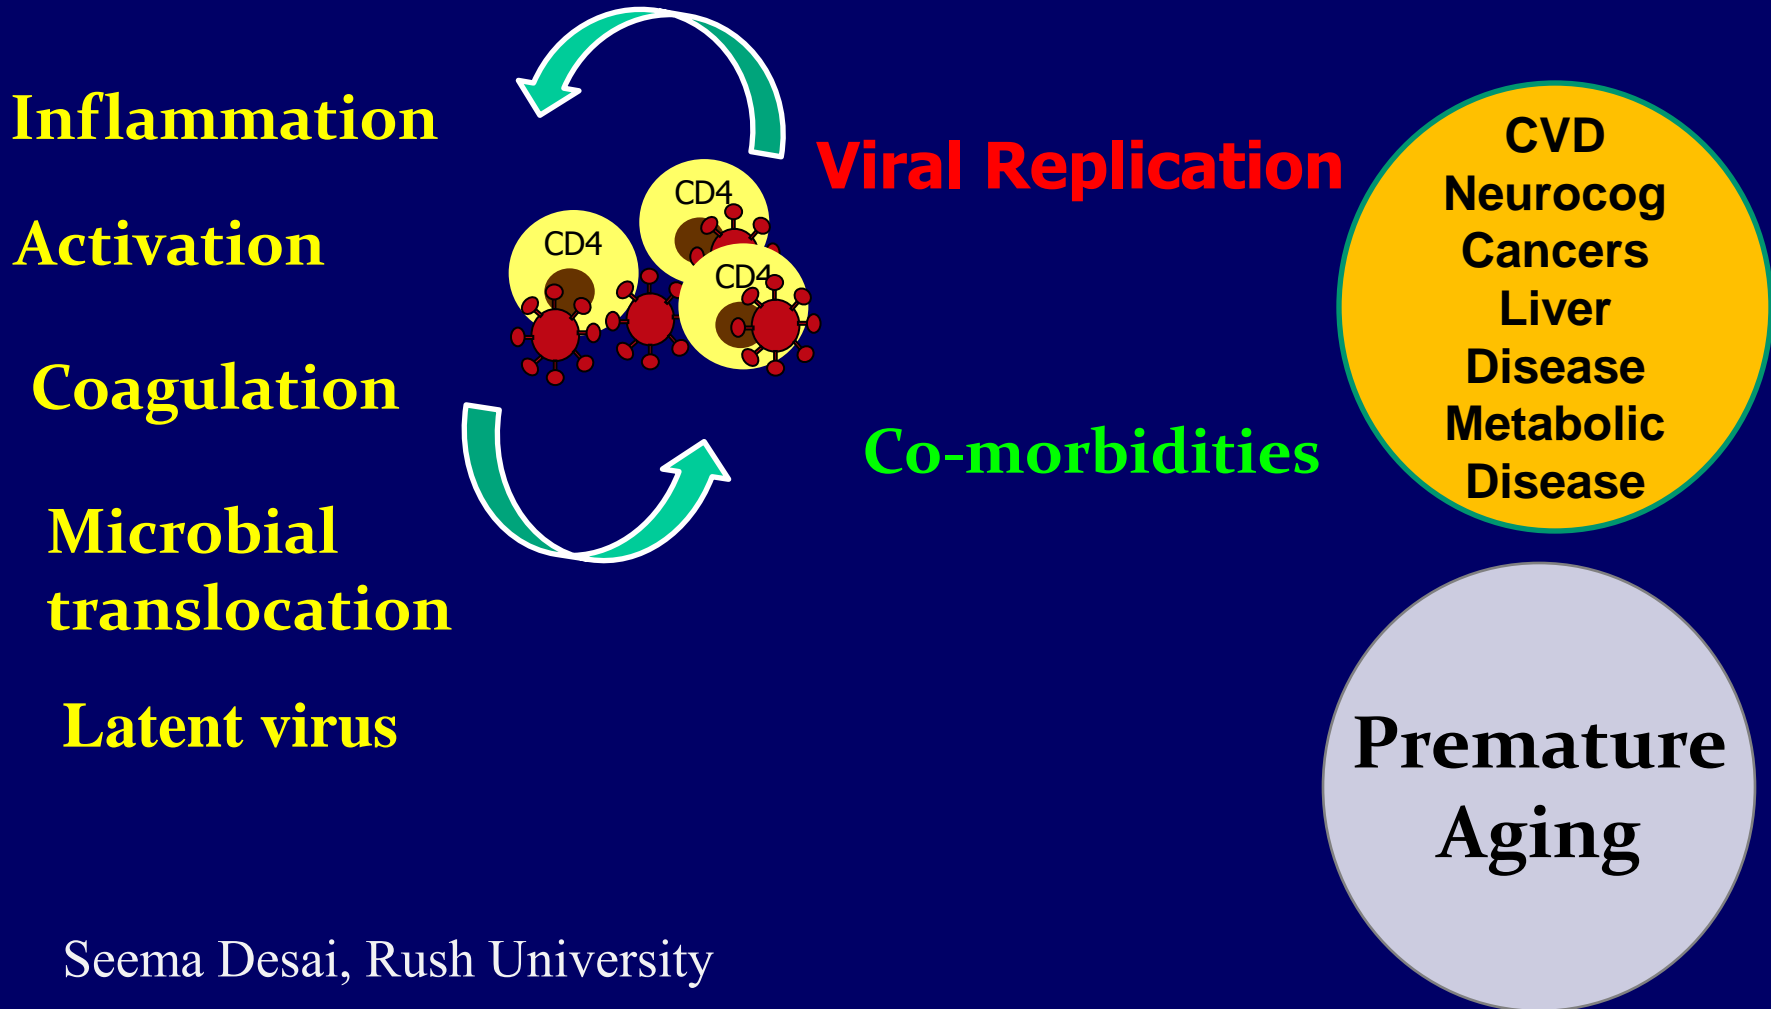 Inflammation
Activation
Coagulation
Microbial
translocation
Latent virus
CD4
CD4
CD4
Viral Replication
Co-morbidities
CVD
Neurocog
Cancers
Liver
Disease
Metabolic
Disease
Premature
Aging
Seema Desai, Rush University